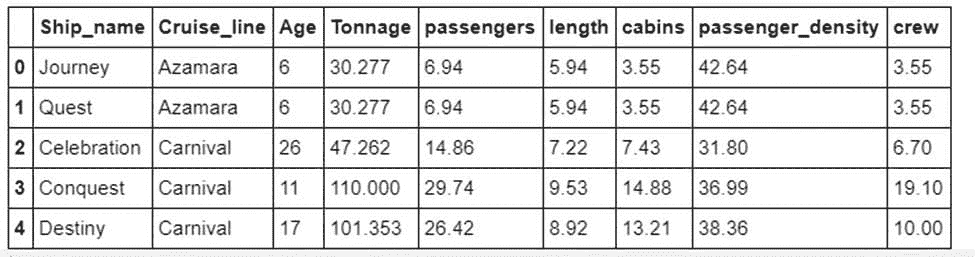 Ship_name Cruise_line Age Tonnage passengers length cabins passenger_density crew
0 Journey Azamara 6 30.277 6.94 5.94 3.55 42.64 3.55
1 Quest Azamara 6 30.277 6.94 5.94 3.55 42.64 3.55
2 Celebration Carnival 26 47.262 14.86 7.22 7.43 31.80 6.70
3 Conquest Carnival 11 110.000 29.74 9.53 14.88 36.99 19.10
4 Destiny Carnival 17 101.353 26.42 8.92 13.21 38.36 10.00